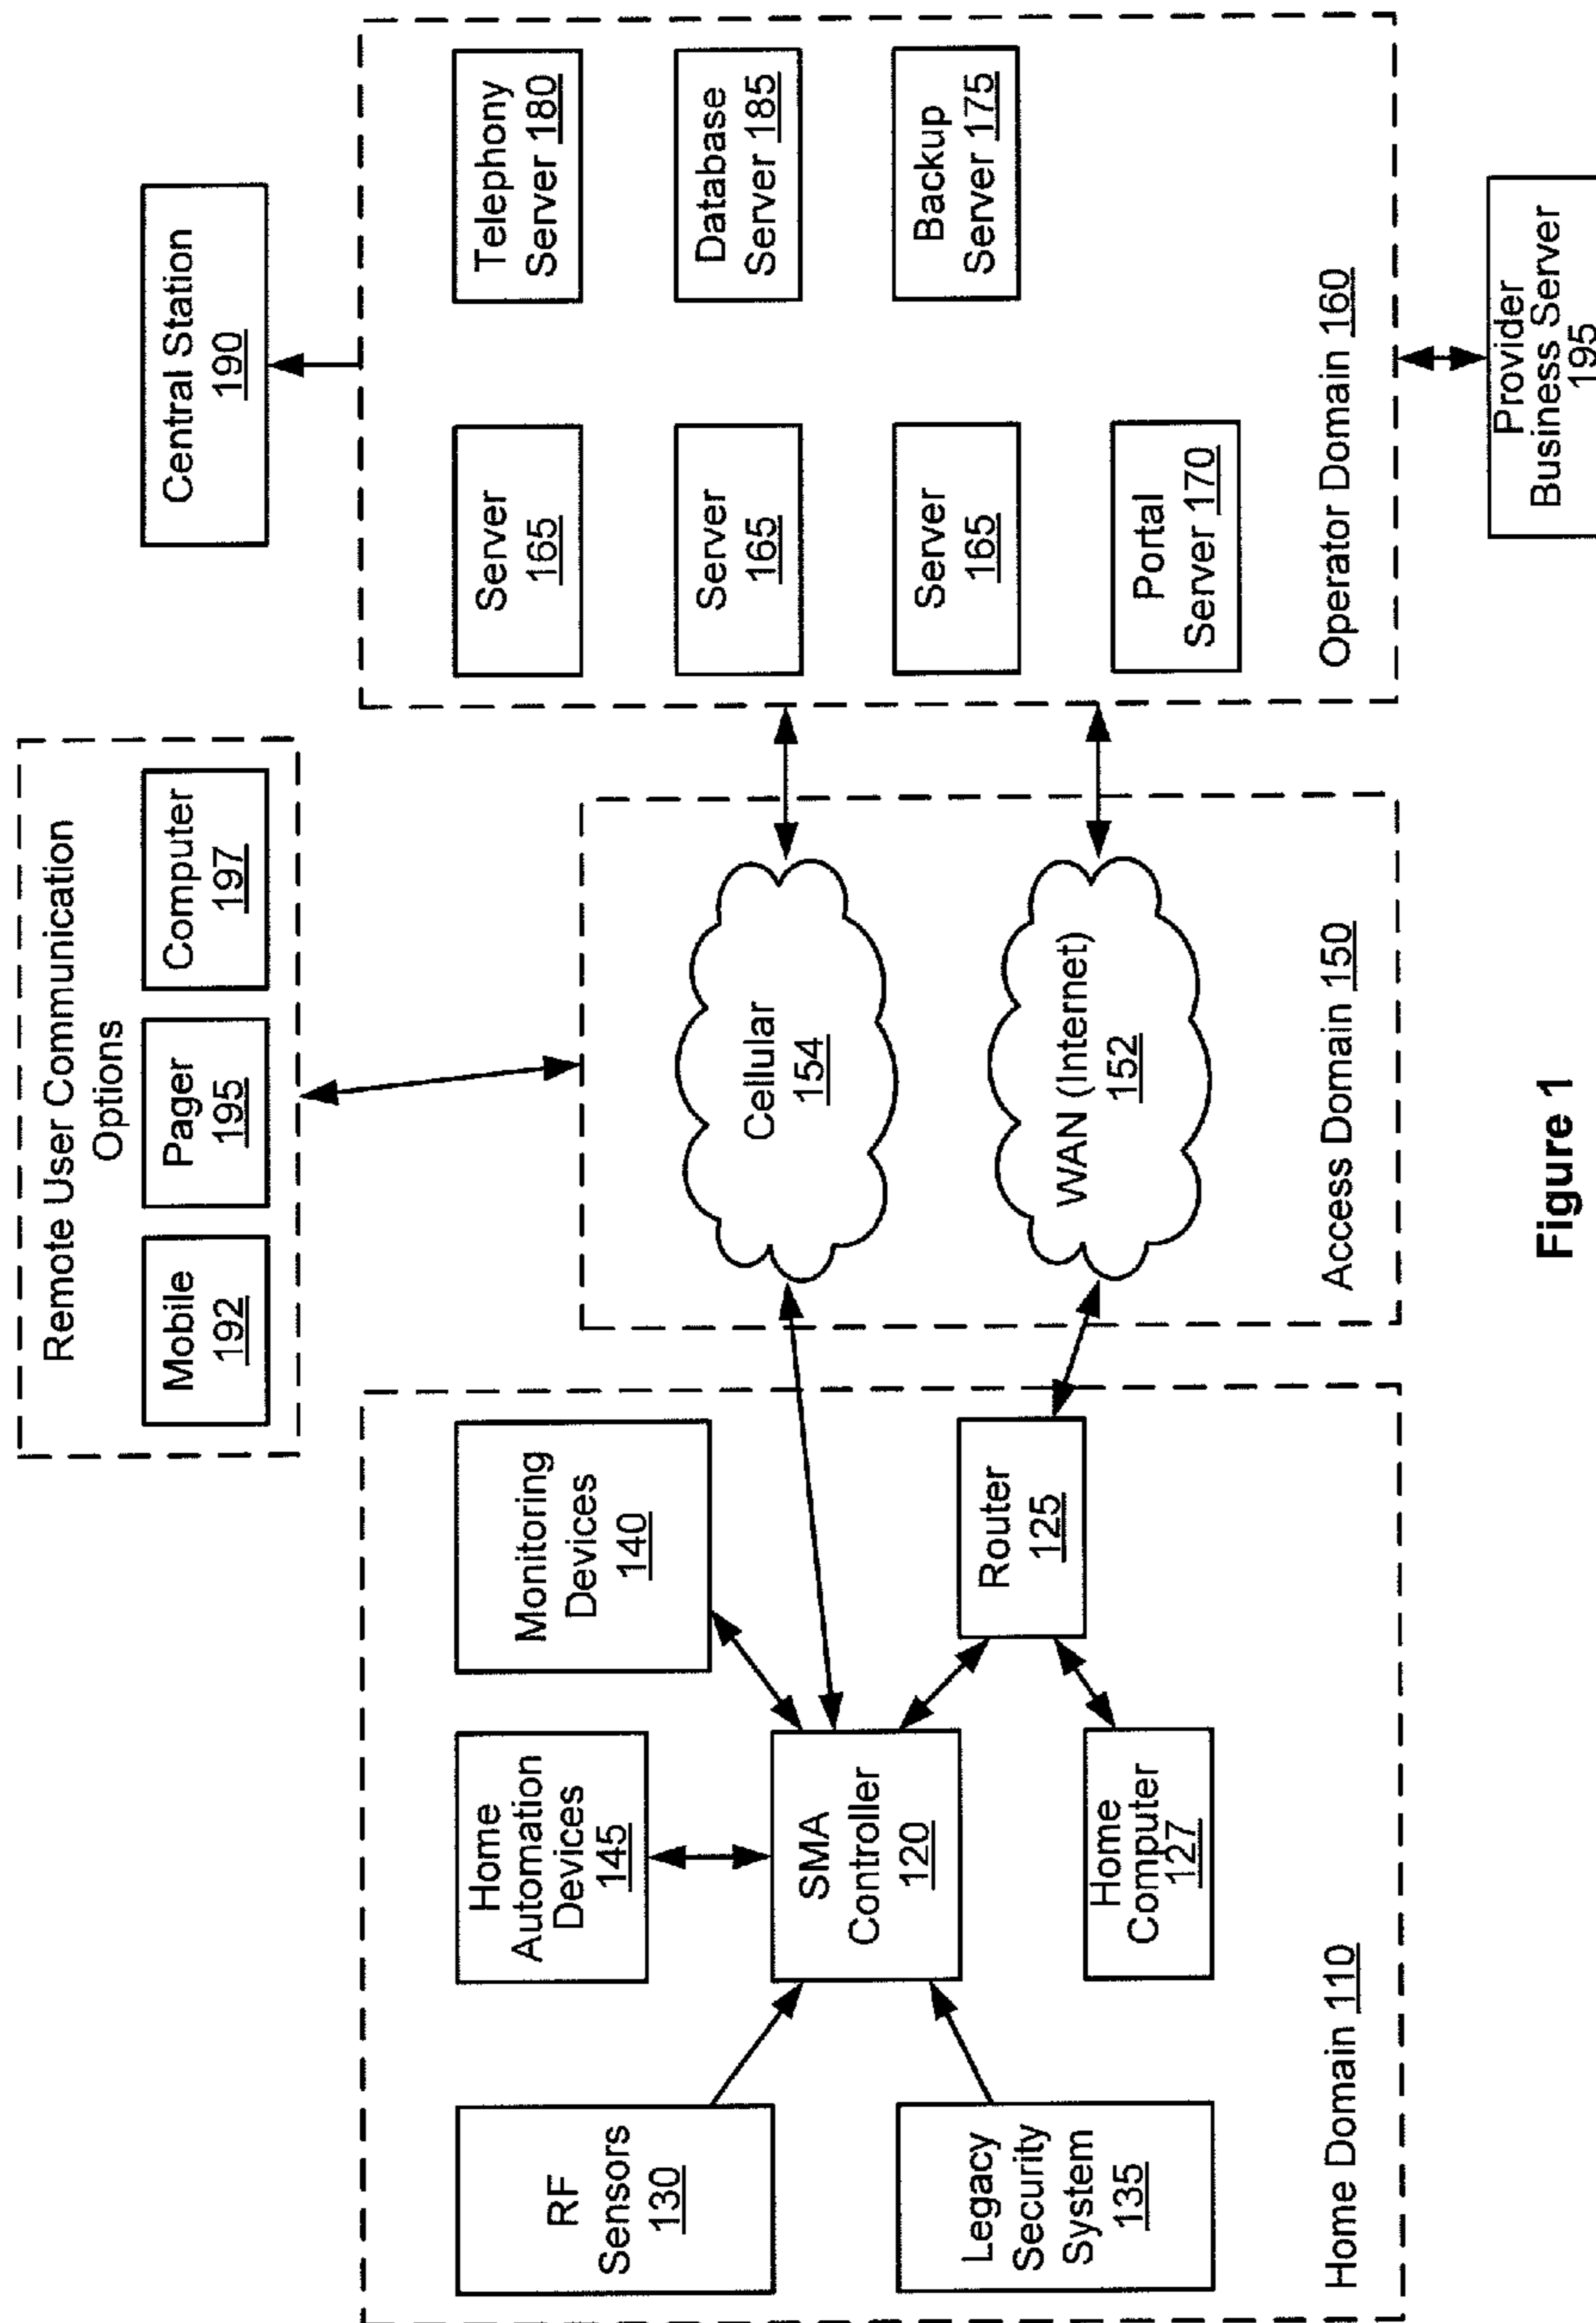 Remote User Communication
Options
Mobile
192
Pager
195
Computer
197
Central Station
190
RF
Sensors
130
Home
Automation
Devices
145
Monitoring
Devices
140
Legacy
Security
System
135
SMA
Controller
120
Router
125
Home
Computer
127
Home Domain 110
Cellular
154
WAN (Internet)
152
Access Domain 150
Server
165
Server
165
Server
165
Portal
Server 170
Telephony
Server 180
Database
Server 185
Backup
Server 175
Operator Domain 160
Provider
Business Server
195
Figure 1